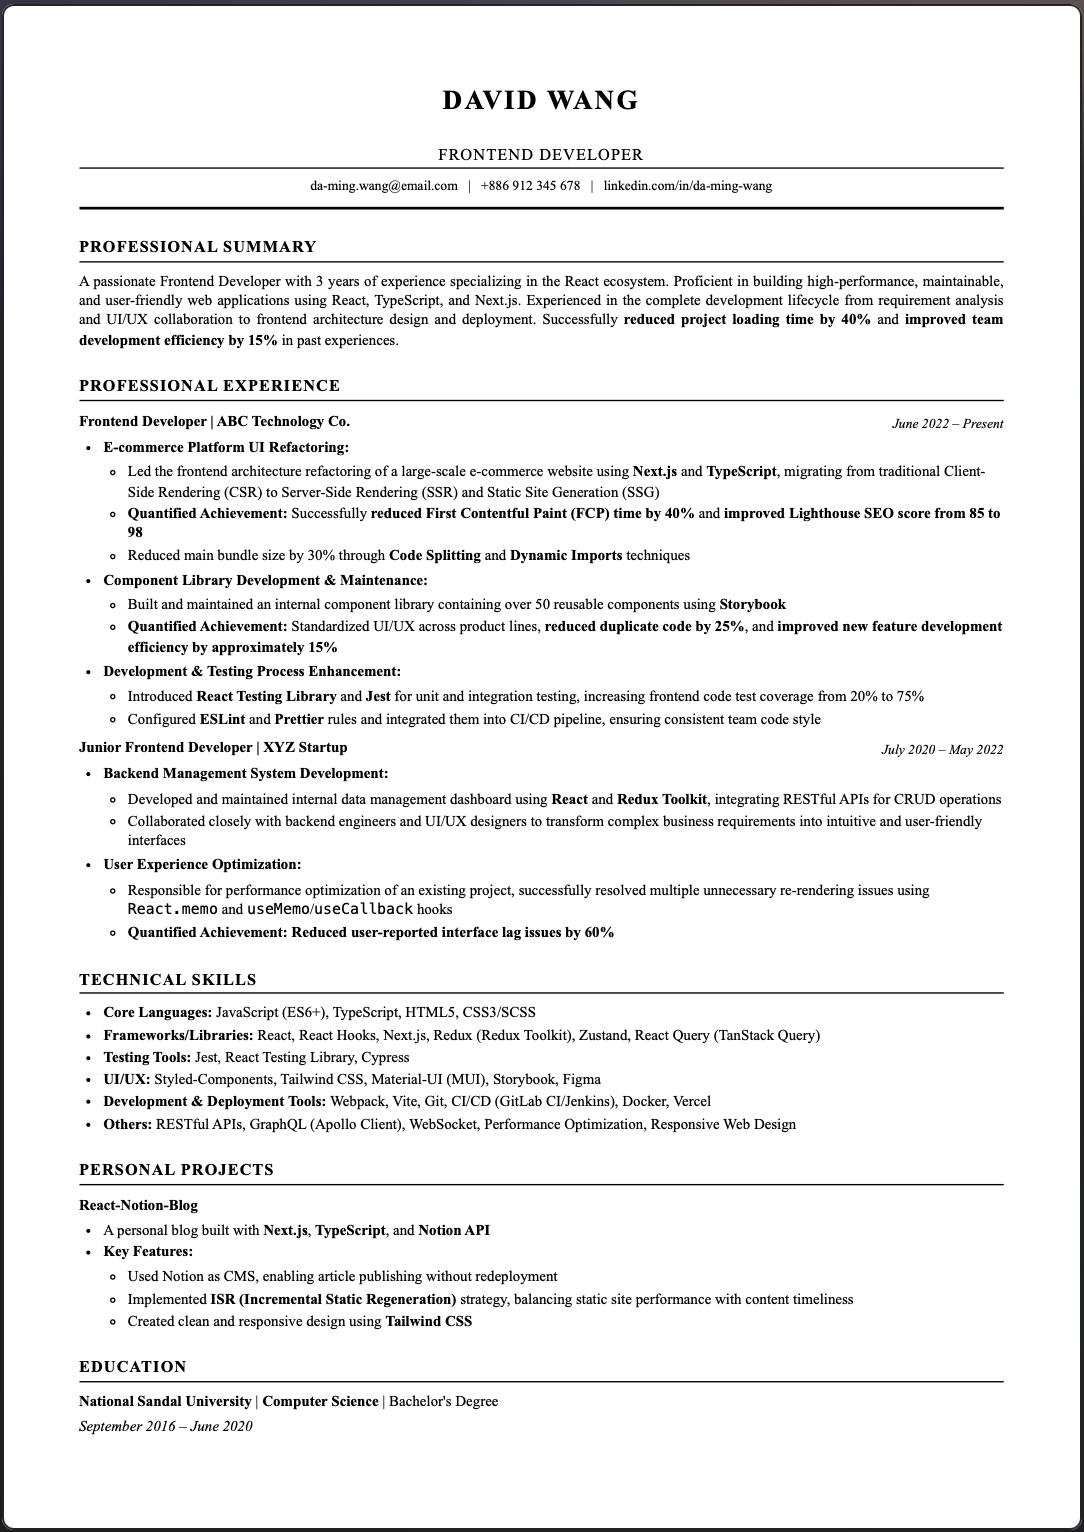 DAVID WANG
FRONTEND DEVELOPER
da-ming.wang@email.com | +886 912 345 678 | linkedin.com/in/da-ming-wang
PROFESSIONAL SUMMARY
A passionate Frontend Developer with 3 years of experience specializing in the React ecosystem. Proficient in building high-performance, maintainable,
and user-friendly web applications using React, TypeScript, and Next.js. Experienced in the complete development lifecycle from requirement analysis
and UI/UX collaboration to frontend architecture design and deployment. Successfully reduced project loading time by 40% and improved team
development efficiency by 15% in past experiences.
PROFESSIONAL EXPERIENCE
Frontend Developer | ABC Technology Co. June 2022 – Present
• E-commerce Platform UI Refactoring:
∘ Led the frontend architecture refactoring of a large-scale e-commerce website using Next.js and TypeScript, migrating from traditional Client-
Side Rendering (CSR) to Server-Side Rendering (SSR) and Static Site Generation (SSG)
∘ Quantified Achievement: Successfully reduced First Contentful Paint (FCP) time by 40% and improved Lighthouse SEO score from 85 to
98
∘ Reduced main bundle size by 30% through Code Splitting and Dynamic Imports techniques
• Component Library Development & Maintenance:
∘ Built and maintained an internal component library containing over 50 reusable components using Storybook
∘ Quantified Achievement: Standardized UI/UX across product lines, reduced duplicate code by 25%, and improved new feature development
efficiency by approximately 15%
• Development & Testing Process Enhancement:
∘ Introduced React Testing Library and Jest for unit and integration testing, increasing frontend code test coverage from 20% to 75%
∘ Configured ESLint and Prettier rules and integrated them into CI/CD pipeline, ensuring consistent team code style
Junior Frontend Developer | XYZ Startup July 2020 – May 2022
• Backend Management System Development:
∘ Developed and maintained internal data management dashboard using React and Redux Toolkit, integrating RESTful APIs for CRUD operations
∘ Collaborated closely with backend engineers and UI/UX designers to transform complex business requirements into intuitive and user-friendly
interfaces
• User Experience Optimization:
∘ Responsible for performance optimization of an existing project, successfully resolved multiple unnecessary re-rendering issues using
React.memo and useMemo/useCallback hooks
∘ Quantified Achievement: Reduced user-reported interface lag issues by 60%
TECHNICAL SKILLS
• Core Languages: JavaScript (ES6+), TypeScript, HTML5, CSS3/SCSS
• Frameworks/Libraries: React, React Hooks, Next.js, Redux (Redux Toolkit), Zustand, React Query (TanStack Query)
• Testing Tools: Jest, React Testing Library, Cypress
• UI/UX: Styled-Components, Tailwind CSS, Material-UI (MUI), Storybook, Figma
• Development & Deployment Tools: Webpack, Vite, Git, CI/CD (GitLab CI/Jenkins), Docker, Vercel
• Others: RESTful APIs, GraphQL (Apollo Client), WebSocket, Performance Optimization, Responsive Web Design
PERSONAL PROJECTS
React-Notion-Blog
• A personal blog built with Next.js, TypeScript, and Notion API
• Key Features:
∘ Used Notion as CMS, enabling article publishing without redeployment
∘ Implemented ISR (Incremental Static Regeneration) strategy, balancing static site performance with content timeliness
∘ Created clean and responsive design using Tailwind CSS
EDUCATION
National Sandal University | Computer Science | Bachelor's Degree
September 2016 – June 2020